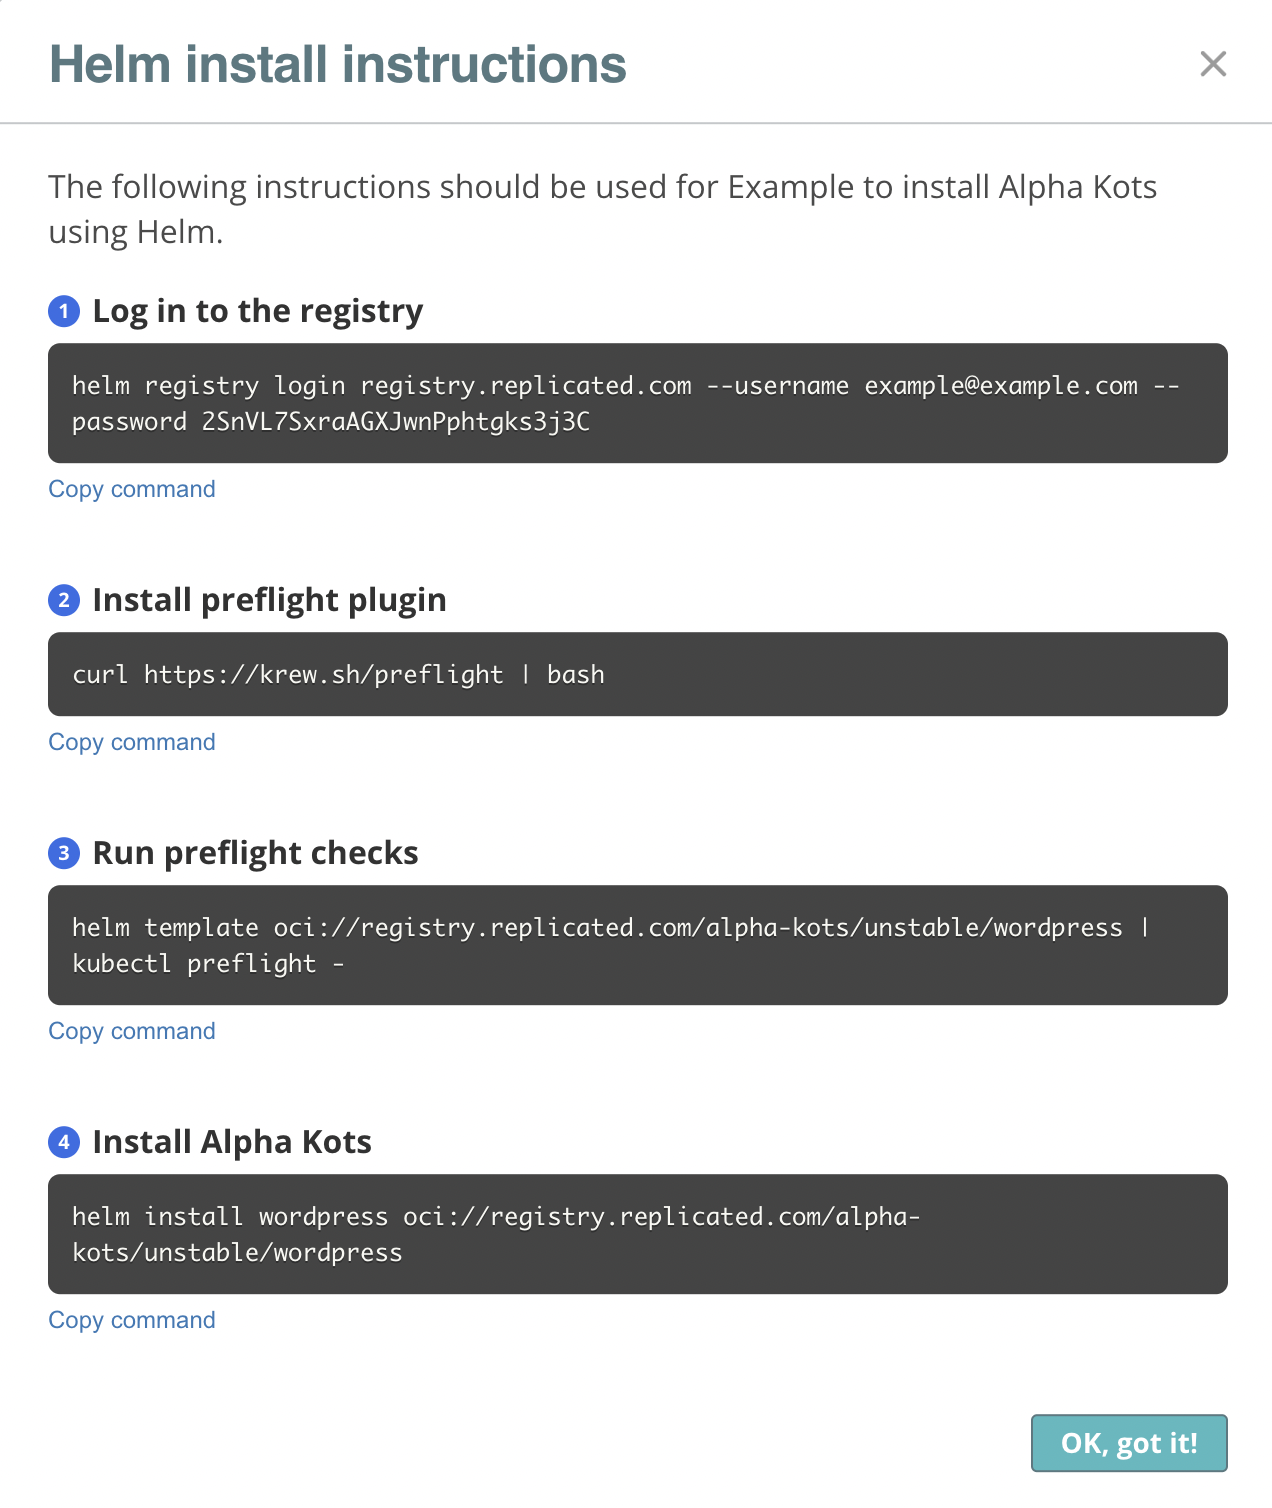 Helm install instructions
The following instructions should be used for Example to install Alpha Kots
using Helm.
1 Log in to the registry
helm registry login registry.replicated.com --username example@example.com --
password 2SnVL7SxraAGXJwnPphtgks3j3C
Copy command
2 Install preflight plugin
curl https://krew.sh/preflight | bash
Copy command
3 Run preflight checks
helm template oci://registry.replicated.com/alpha-kots/unstable/wordpress |
kubectl preflight -
Copy command
4 Install Alpha Kots
helm install wordpress oci://registry.replicated.com/alpha-
kots/unstable/wordpress
Copy command
OK, got it!